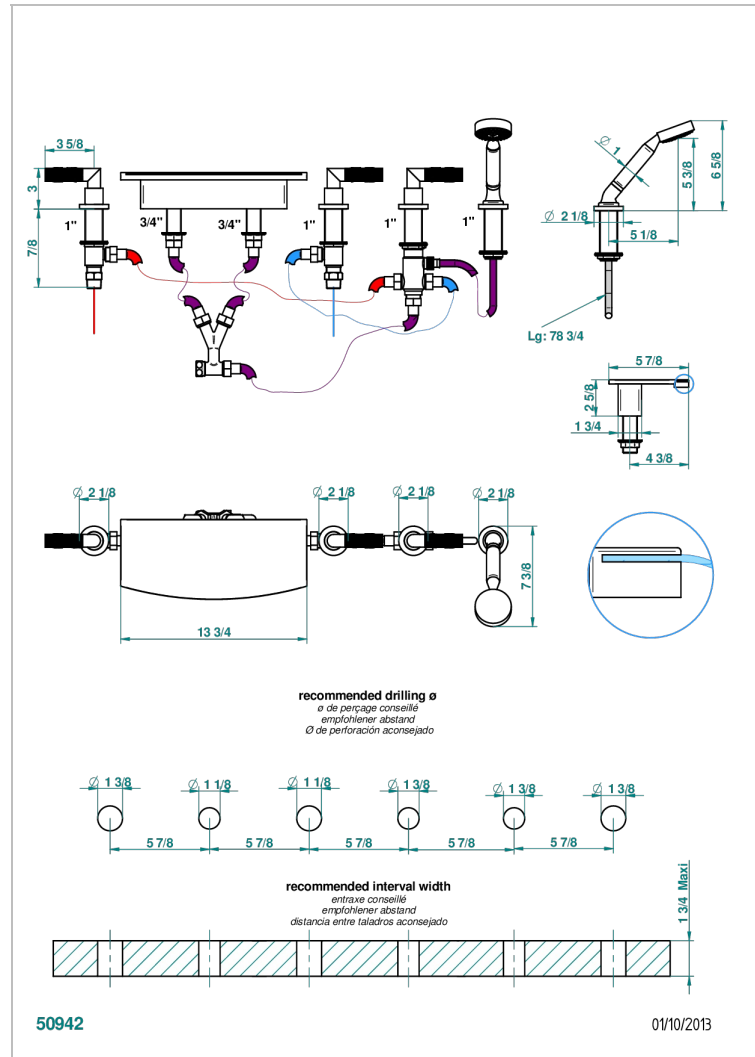 3 5/8
3
7/8
1"
3/4"
3/4"
1"
1"
1"
Ø 1
5 3/8
6 5/8
Ø 2 1/8
5 1/8
Lg: 78 3/4
5 7/8
2 5/8
1 3/4
4 3/8
Ø 2 1/8
Ø 2 1/8
Ø 2 1/8
Ø 2 1/8
13 3/4
7 3/8
recommended drilling ø
ø de perçage conseillé
empfohlener abstand
Ø de perforación aconsejado
Ø 1 3/8
Ø 1 1/8
Ø 1 1/8
Ø 1 3/8
Ø 1 3/8
Ø 1 3/8
5 7/8
5 7/8
5 7/8
5 7/8
5 7/8
recommended interval width
entraxe conseillé
empfohlener abstand
distancia entre taladros aconsejado
1 3/4 Maxi
50942
01/10/2013